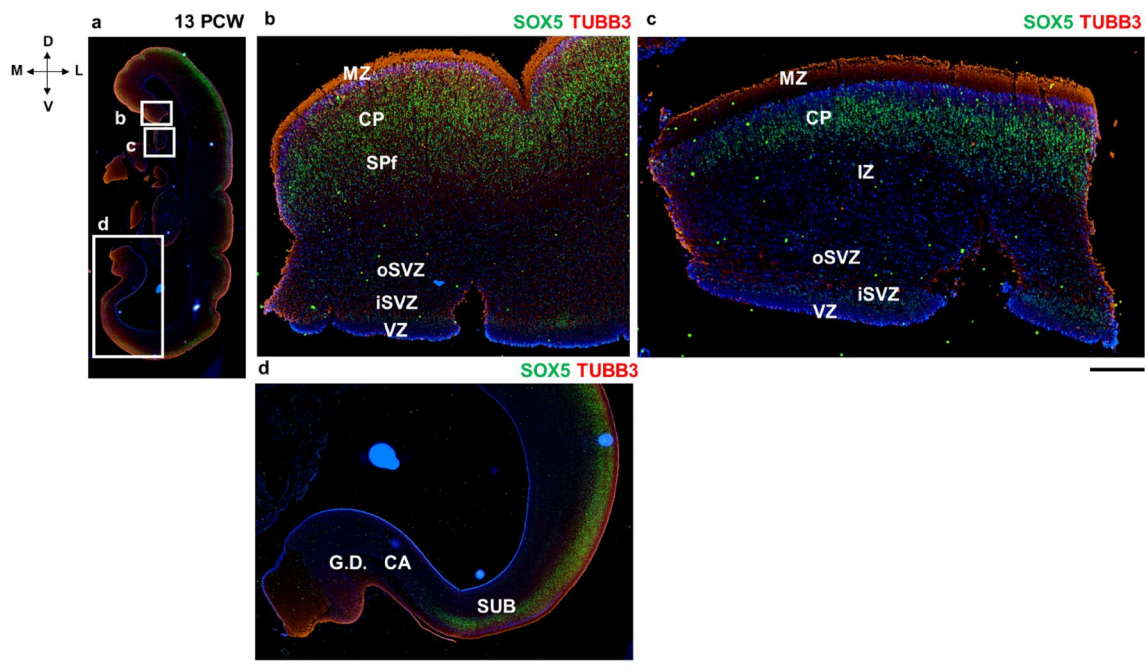 a 13 PCW
D
M L
V
b
c
d
b SOX5 TUBB3
MZ
CP
SPf
oSVZ
iSVZ
VZ
c SOX5 TUBB3
MZ
CP
IZ
oSVZ
iSVZ
VZ
d SOX5 TUBB3
G.D. CA
SUB